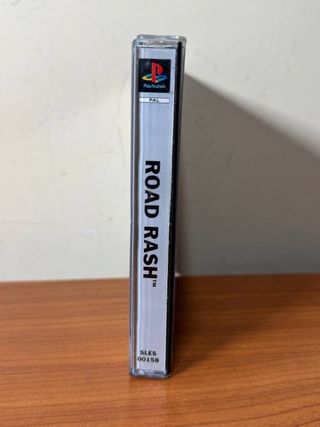 PlayStation
PAL
ROAD RASH™
SLES
00158